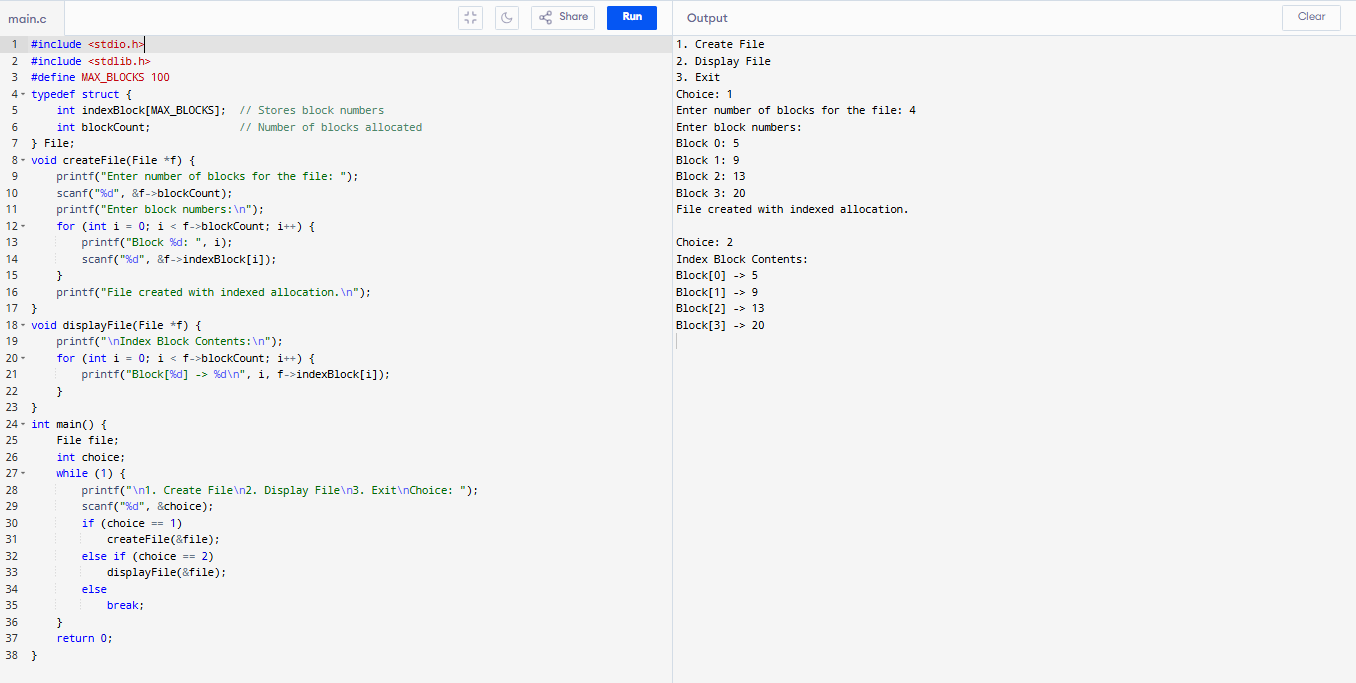 main.c
Share
Run
Output
Clear
1 #include <stdio.h>
2 #include <stdlib.h>
3 #define MAX_BLOCKS 100
4 typedef struct {
5     int indexBlock[MAX_BLOCKS];  // Stores block numbers
6     int blockCount;              // Number of blocks allocated
7 } File;
8 void createFile(File *f) {
9     printf("Enter number of blocks for the file: ");
10     scanf("%d", &f->blockCount);
11     printf("Enter block numbers:\n");
12     for (int i = 0; i < f->blockCount; i++) {
13         printf("Block %d: ", i);
14         scanf("%d", &f->indexBlock[i]);
15     }
16     printf("File created with indexed allocation.\n");
17 }
18 void displayFile(File *f) {
19     printf("\nIndex Block Contents:\n");
20     for (int i = 0; i < f->blockCount; i++) {
21         printf("Block[%d] -> %d\n", i, f->indexBlock[i]);
22     }
23 }
24 int main() {
25     File file;
26     int choice;
27     while (1) {
28         printf("\n1. Create File\n2. Display File\n3. Exit\nChoice: ");
29         scanf("%d", &choice);
30         if (choice == 1)
31             createFile(&file);
32         else if (choice == 2)
33             displayFile(&file);
34         else
35             break;
36     }
37     return 0;
38 }
1. Create File
2. Display File
3. Exit
Choice: 1
Enter number of blocks for the file: 4
Enter block numbers:
Block 0: 5
Block 1: 9
Block 2: 13
Block 3: 20
File created with indexed allocation.
Choice: 2
Index Block Contents:
Block[0] -> 5
Block[1] -> 9
Block[2] -> 13
Block[3] -> 20